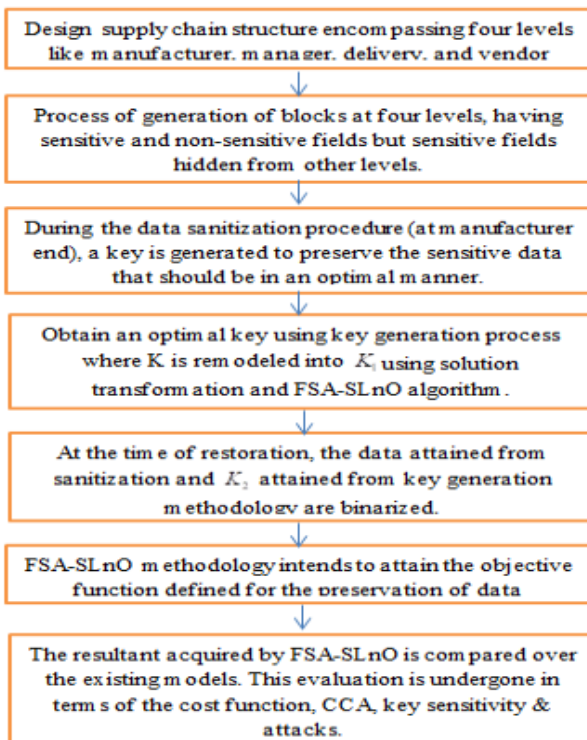 Design supply chain structure encompassing four levels
like manufacturer, manager, delivery, and vendor
Process of generation of blocks at four levels, having
sensitive and non-sensitive fields but sensitive fields
hidden from other levels.
During the data sanitization procedure (at manufacturer
end), a key is generated to preserve the sensitive data
that should be in an optimal manner.
Obtain an optimal key using key generation process
where K is remodeled into K₁ using solution
transformation and FSA-SLnO algorithm.
At the time of restoration, the data attained from
sanitization and K₂ attained from key generation
methodology are binarized.
FSA-SLnO methodology intends to attain the objective
function defined for the preservation of data
The resultant acquired by FSA-SLnO is compared over
the existing models. This evaluation is undergone in
terms of the cost function, CCA, key sensitivity &
attacks.